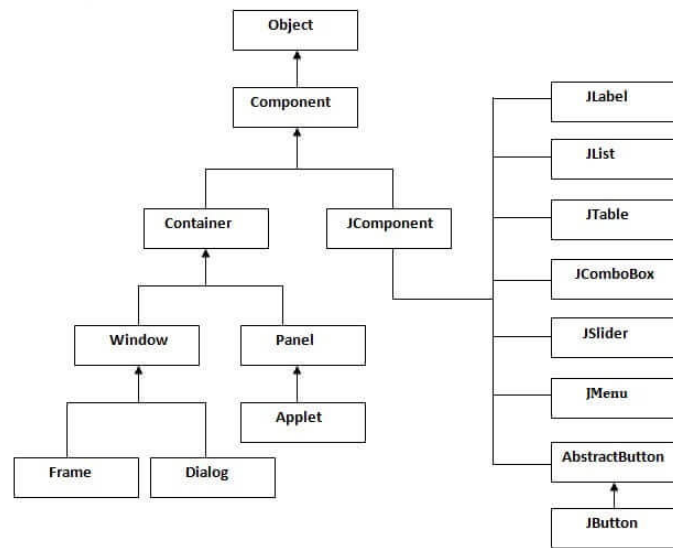 Object
Component
Container
JComponent
Window
Panel
Applet
Frame
Dialog
JLabel
JList
JTable
JComboBox
JSlider
JMenu
AbstractButton
JButton